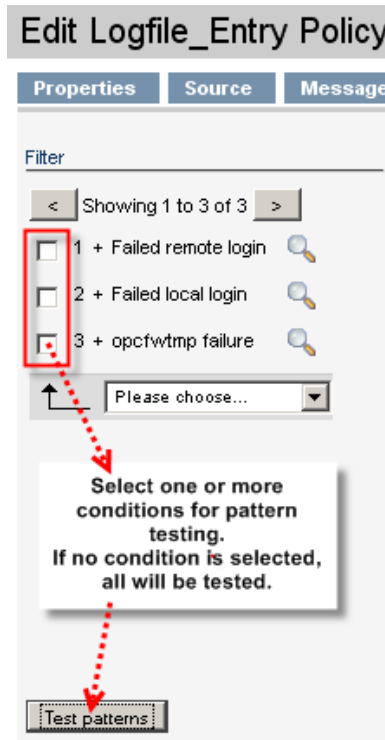 Edit Logfile_Entry Policy
Properties Source Message
Filter
< Showing 1 to 3 of 3 >
1 + Failed remote login
2 + Failed local login
3 + opcfwtmp failure
Please choose...
Select one or more
conditions for pattern
testing.
If no condition is selected,
all will be tested.
Test patterns